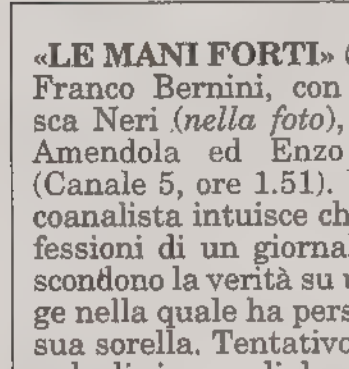 «LE MANI FORTI» (
Franco Bernini, con
sca Neri (nella foto),
Amendola ed Enzo
(Canale 5, ore 1.51).
coanalista intuisce ch
fessioni di un giornal
scondono la verità su u
ge nella quale ha pers
sua sorella. Tentativo